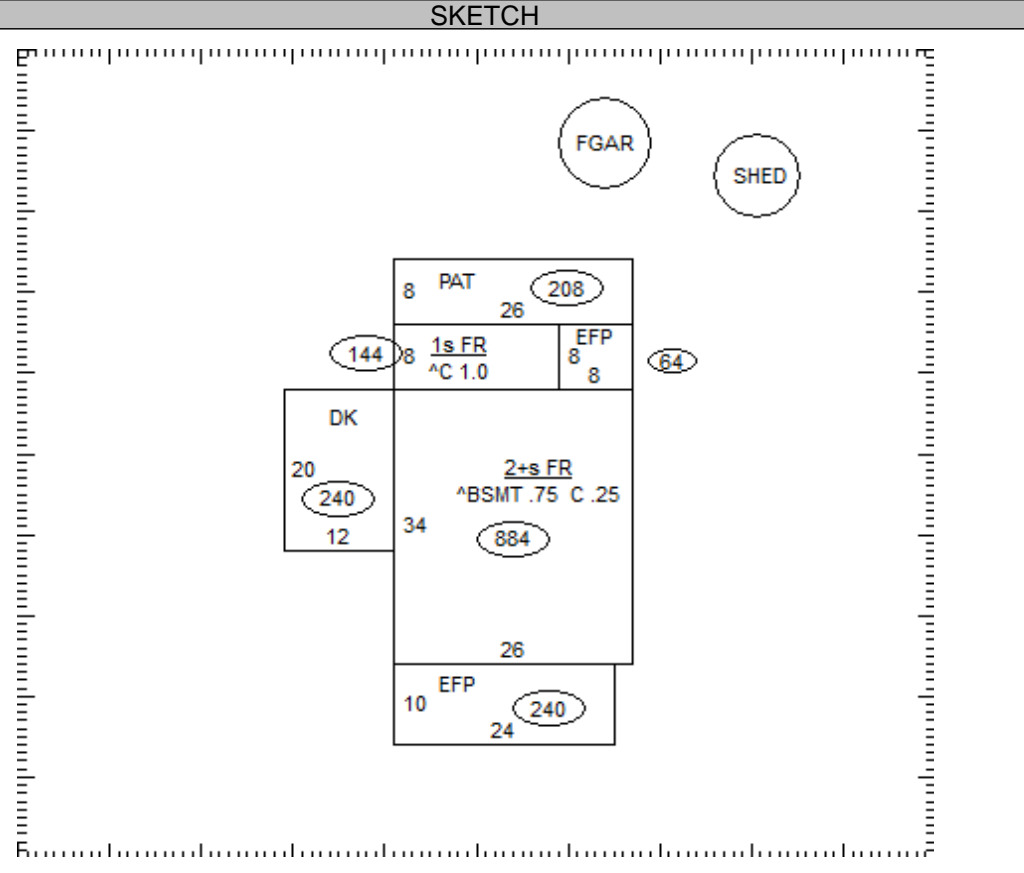 SKETCH
FGAR
SHED
8 PAT 208
26
144 8 1s FR
^C 1.0
EFP
8
8
64
DK
20
240
12
2+s FR
^BSMT .75 C .25
34
884
26
EFP
10
240
24